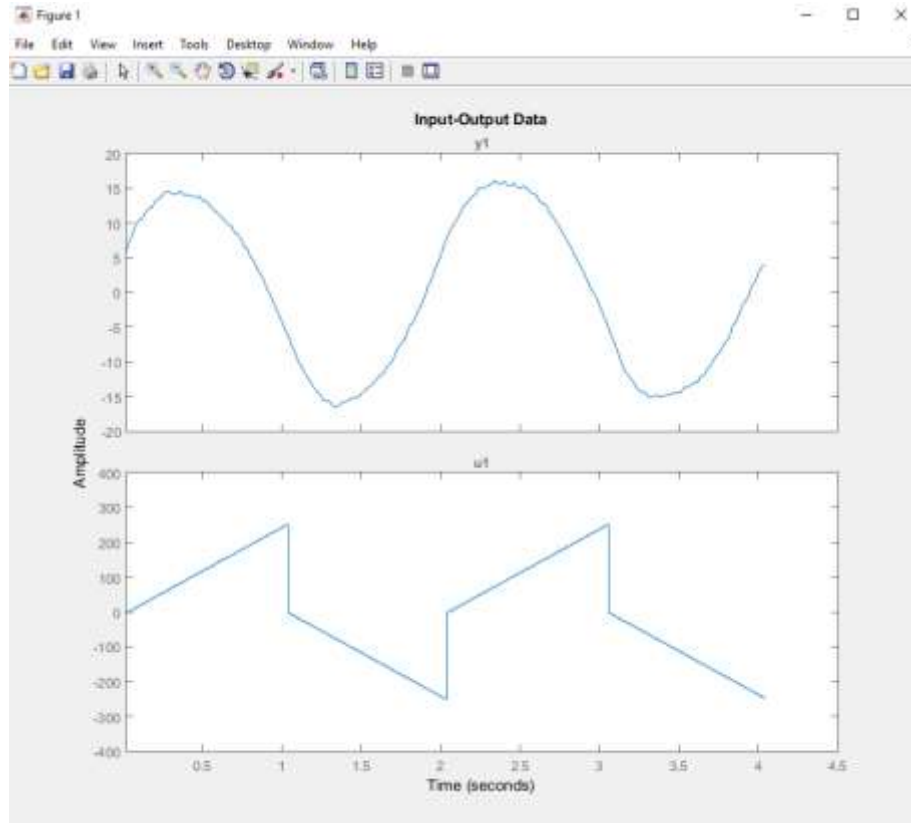 Figure 1
File Edit View Insert Tools Desktop Window Help
Input-Output Data
y1
20
15
10
5
0
-5
-10
-15
-20
Amplitude
u1
400
300
200
100
0
-100
-200
-300
-400
0.5 1 1.5 2 2.5 3 3.5 4 4.5
Time (seconds)